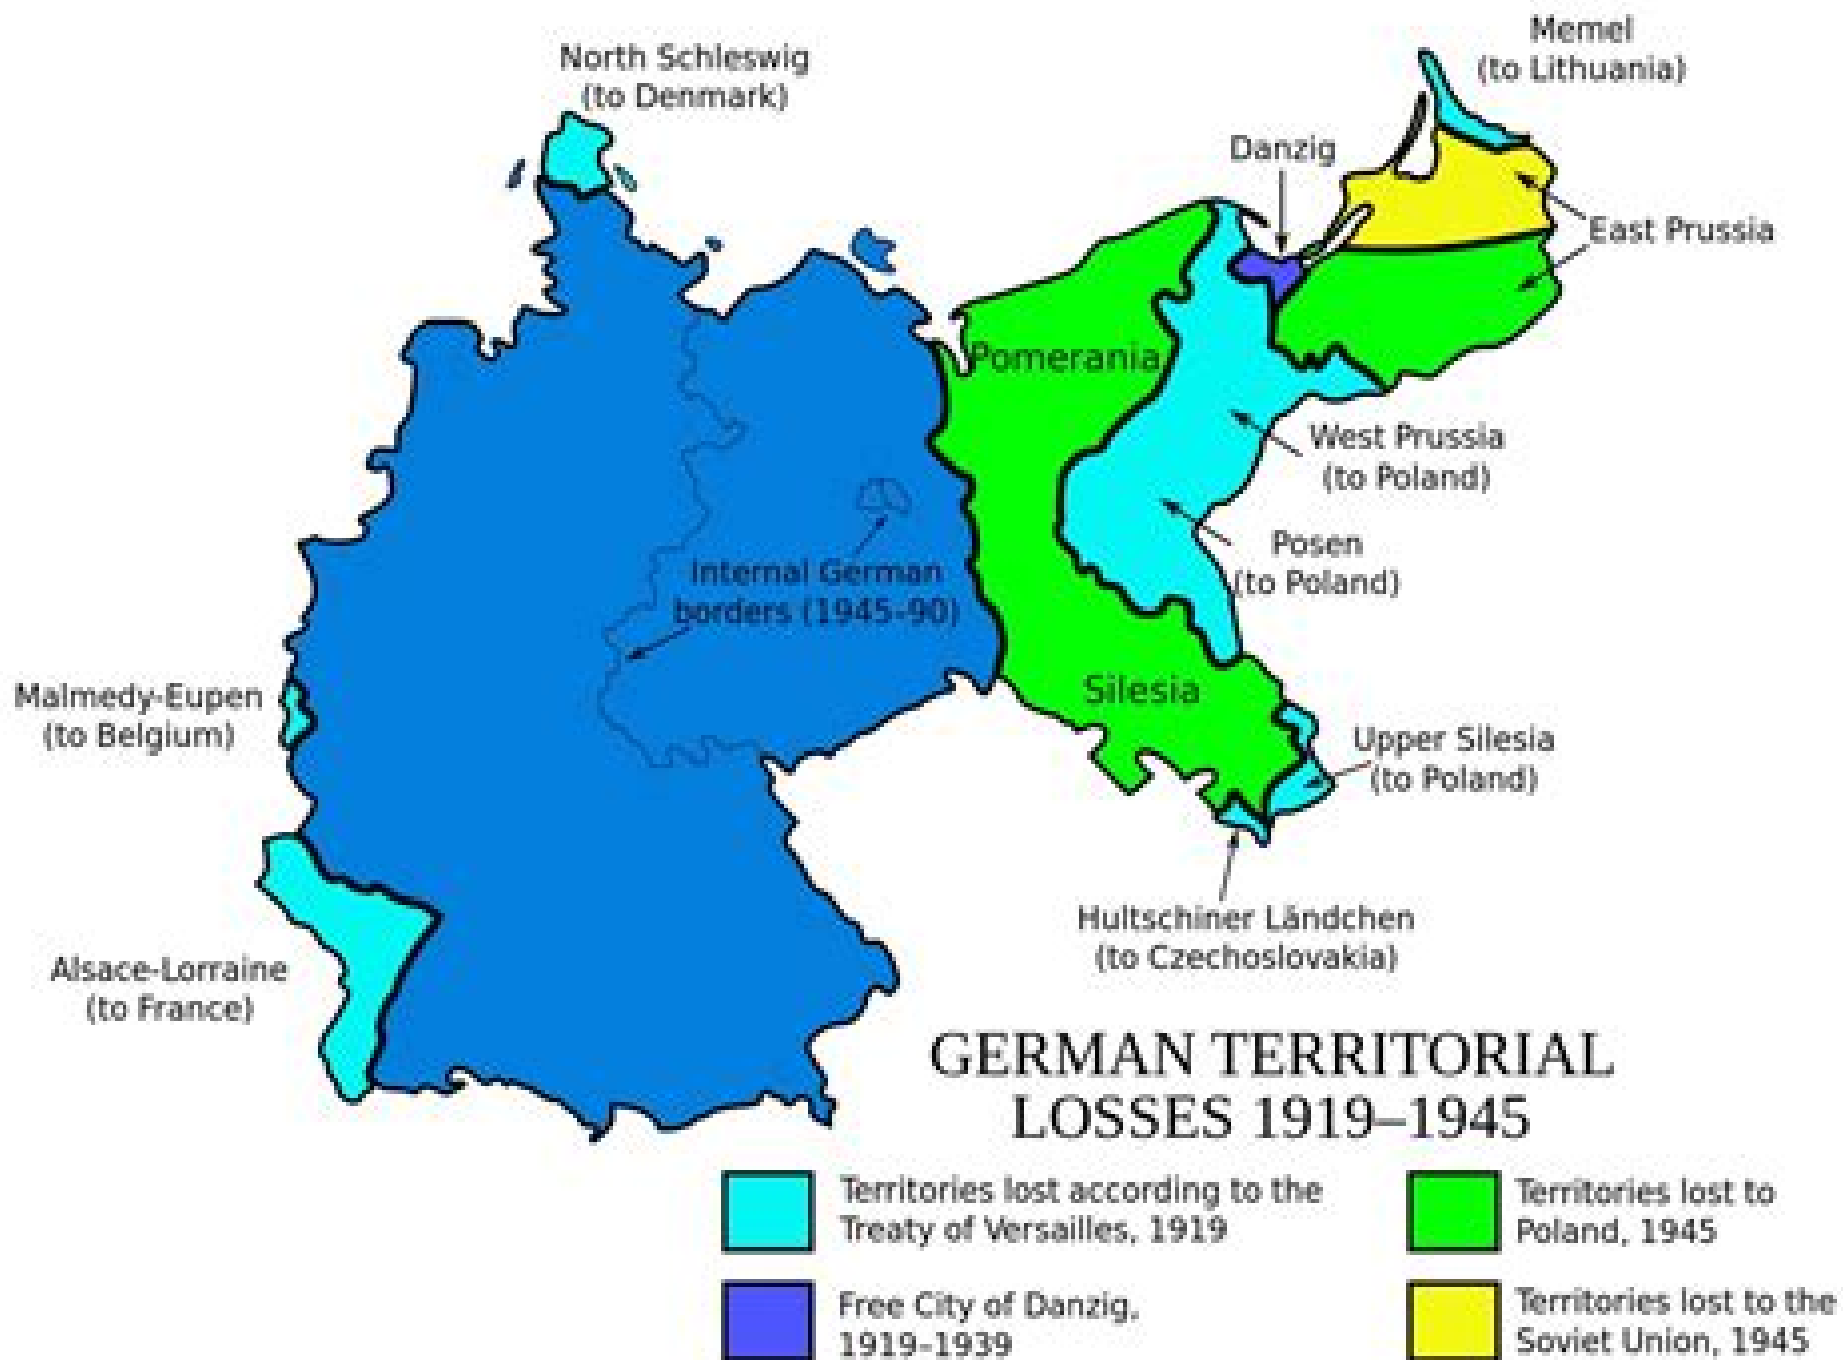 North Schleswig
(to Denmark)
Memel
(to Lithuania)
Danzig
East Prussia
Pomerania
West Prussia
(to Poland)
Posen
(to Poland)
Internal German
borders (1945–90)
Silesia
Malmedy-Eupen
(to Belgium)
Upper Silesia
(to Poland)
Hultschiner Ländchen
(to Czechoslovakia)
Alsace-Lorraine
(to France)
GERMAN TERRITORIAL
LOSSES 1919–1945
Territories lost according to the
Treaty of Versailles, 1919
Free City of Danzig,
1919–1939
Territories lost to
Poland, 1945
Territories lost to the
Soviet Union, 1945